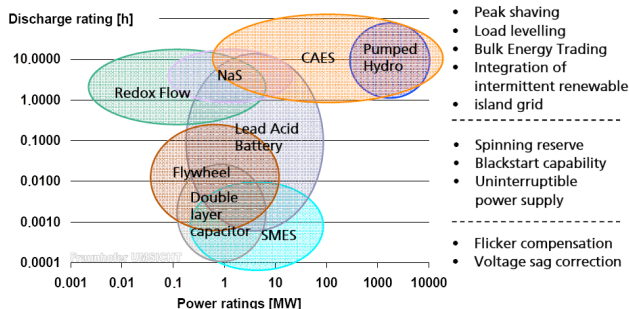 Discharge rating [h]
10.0000
1.0000
0.1000
0.0100
0.0010
0.0001
0.001
0.01
0.1
1
10
100
1000
10000
Power ratings [MW]
Redox Flow
NaS
CAES
Pumped
Hydro
Lead Acid
Battery
Flywheel
Double
layer
capacitor
SMES
Fraunhofer UMSICHT
• Peak shaving
• Load levelling
• Bulk Energy Trading
• Integration of
intermittent renewable
• island grid
• Spinning reserve
• Blackstart capability
• Uninterruptible
power supply
• Flicker compensation
• Voltage sag correction